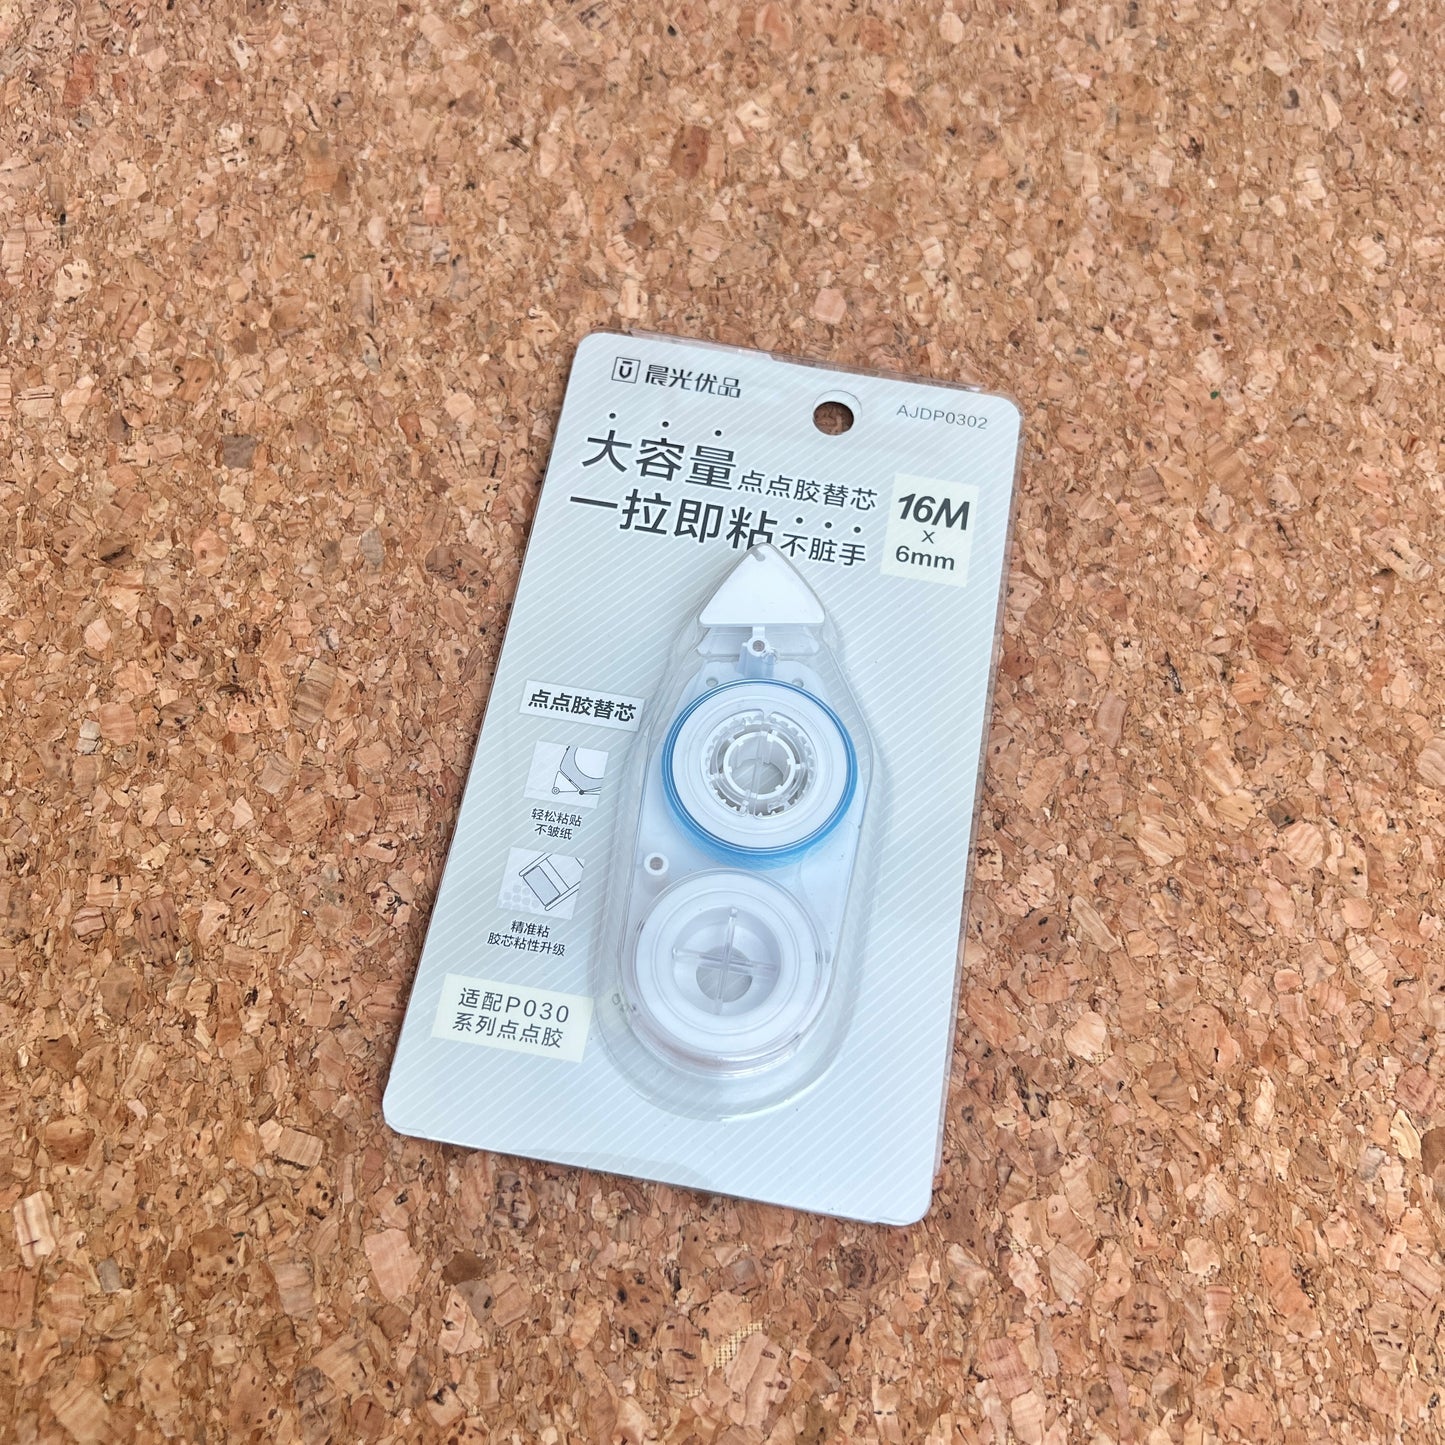 晨光优品
AJDP0302
大容量点点胶替芯
一拉即粘不脏手
16M
x
6mm
点点胶替芯
轻松粘贴
不皱纸
精准粘
胶芯粘性升级
适配P030
系列点点胶